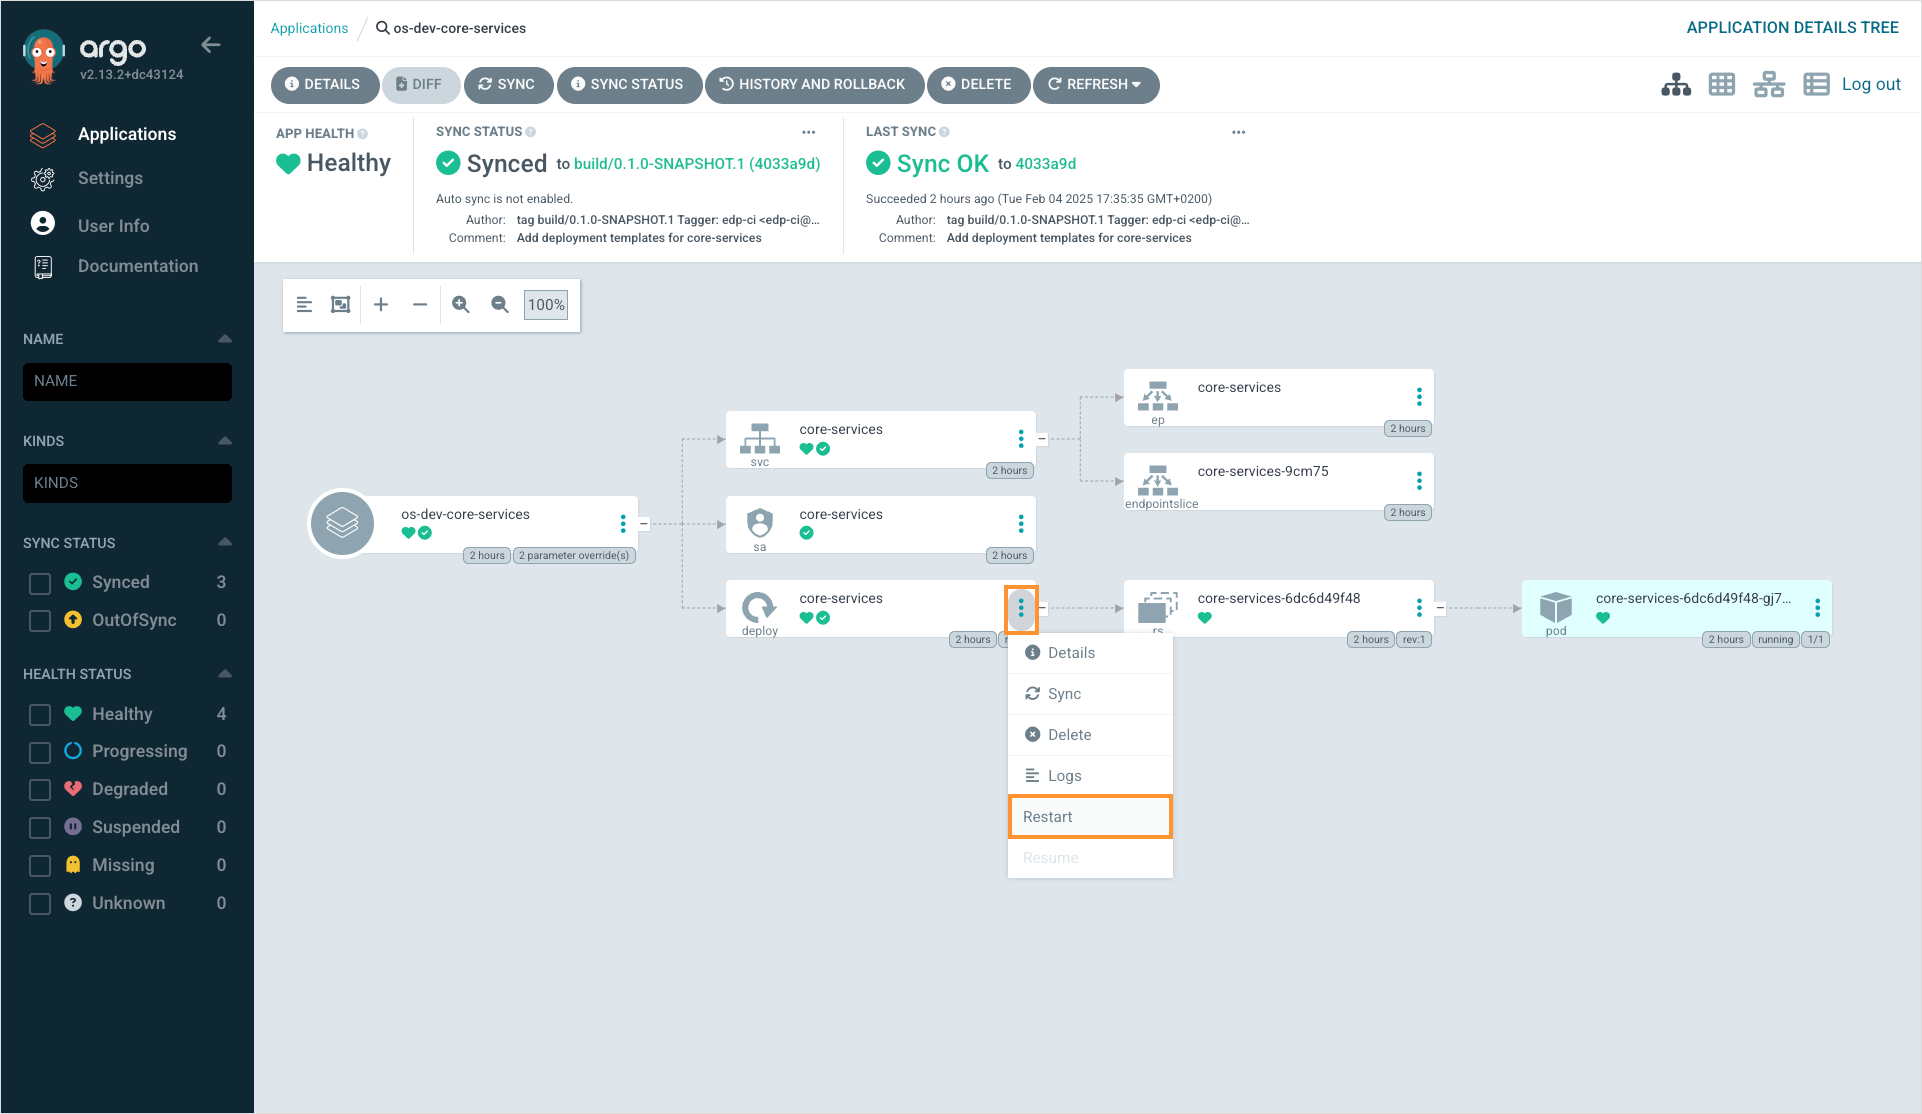 argo
v2.13.2+dc43124
Applications
Settings
User Info
Documentation
NAME
NAME
KINDS
KINDS
SYNC STATUS
Synced 3
OutOfSync 0
HEALTH STATUS
Healthy 4
Progressing 0
Degraded 0
Suspended 0
Missing 0
Unknown 0
Applications / os-dev-core-services
APPLICATION DETAILS TREE
DETAILS DIFF SYNC SYNC STATUS HISTORY AND ROLLBACK DELETE REFRESH
Log out
APP HEALTH
Healthy
SYNC STATUS ...
Synced to build/0.1.0-SNAPSHOT.1 (4033a9d)
Auto sync is not enabled.
Author: tag build/0.1.0-SNAPSHOT.1 Tagger: edp-ci <edp-ci@...
Comment: Add deployment templates for core-services
LAST SYNC ...
Sync OK to 4033a9d
Succeeded 2 hours ago (Tue Feb 04 2025 17:35:35 GMT+0200)
Author: tag build/0.1.0-SNAPSHOT.1 Tagger: edp-ci <edp-ci@...
Comment: Add deployment templates for core-services
100%
os-dev-core-services
2 hours 2 parameter override(s)
core-services
svc
2 hours
core-services
sa
2 hours
core-services
deploy
2 hours
core-services
ep
2 hours
core-services-9cm75
endpointslice
2 hours
core-services-6dc6d49f48
rs
2 hours rev:1
core-services-6dc6d49f48-gj7...
pod
2 hours running 1/1
Details
Sync
Delete
Logs
Restart
Resume